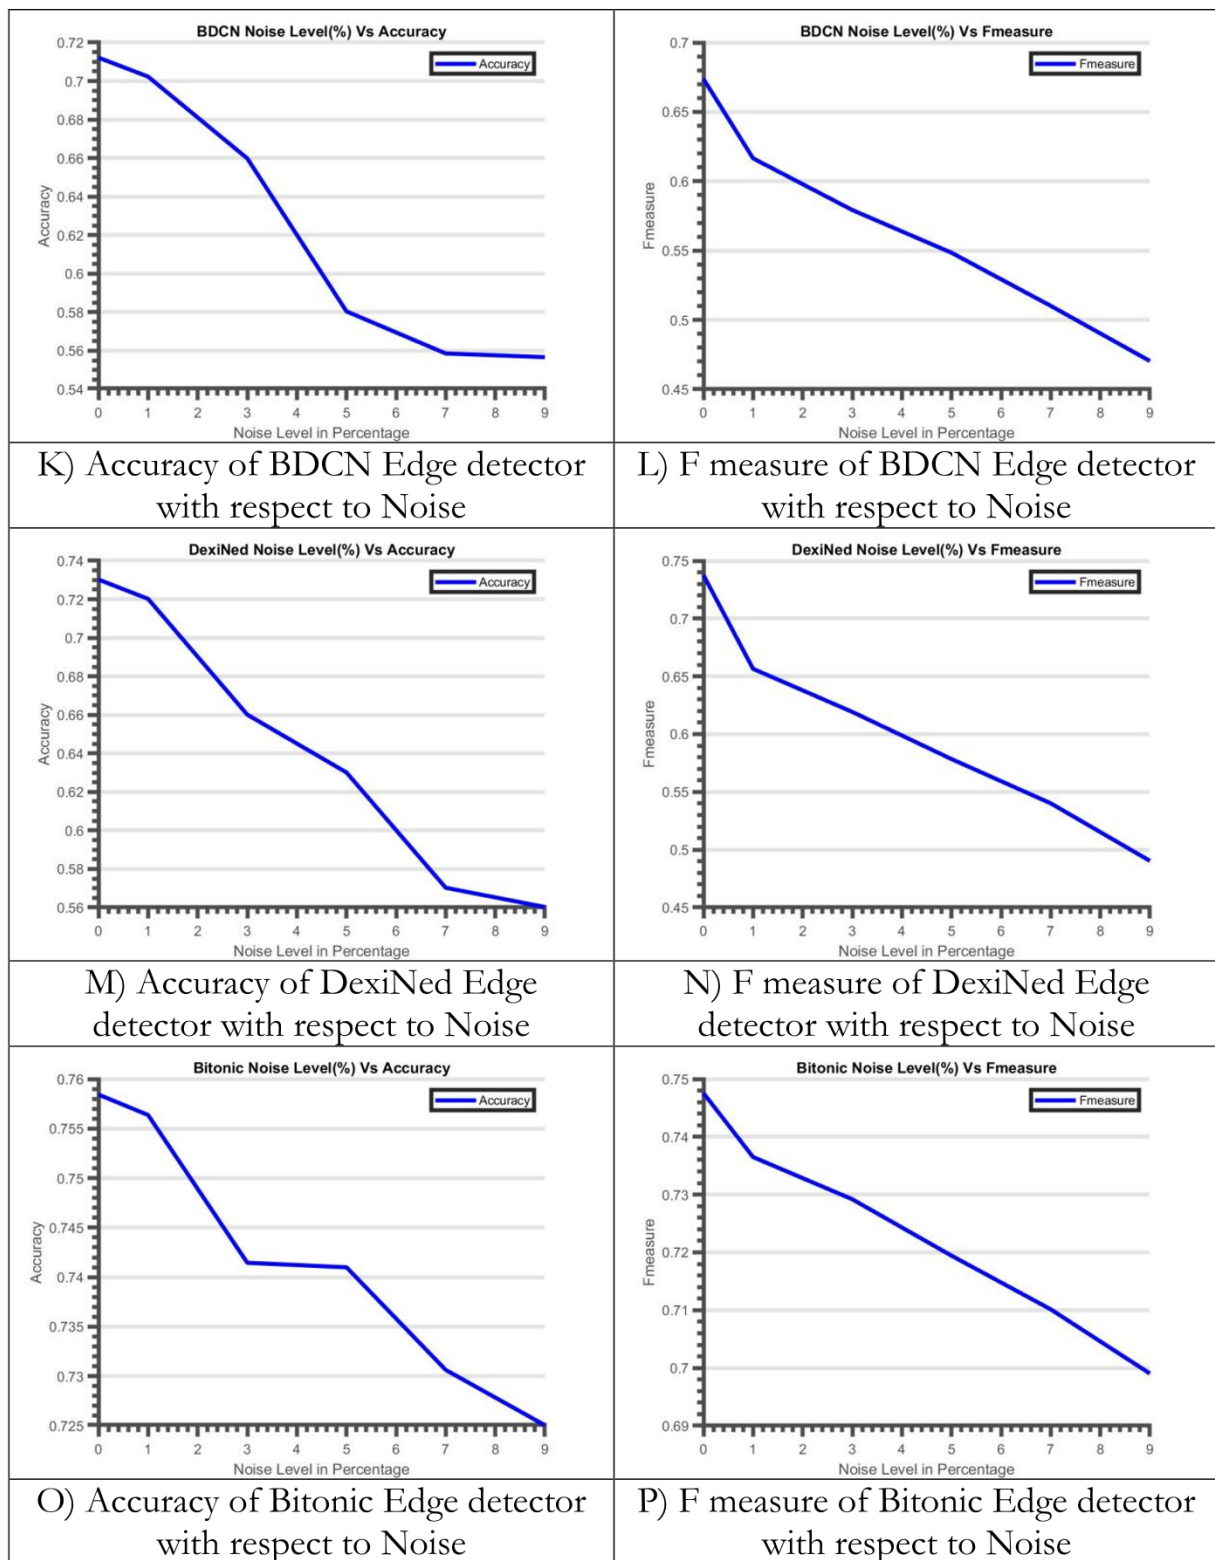 BDCN Noise Level(%) Vs Accuracy
Accuracy
0.72
0.7
0.68
0.66
0.64
0.62
0.6
0.58
0.56
0.54
Accuracy
0 1 2 3 4 5 6 7 8 9
Noise Level in Percentage
K) Accuracy of BDCN Edge detector
with respect to Noise
BDCN Noise Level(%) Vs Fmeasure
Fmeasure
0.7
0.65
0.6
0.55
0.5
0.45
Fmeasure
0 1 2 3 4 5 6 7 8 9
Noise Level in Percentage
L) F measure of BDCN Edge detector
with respect to Noise
DexiNed Noise Level(%) Vs Accuracy
Accuracy
0.74
0.72
0.7
0.68
0.66
0.64
0.62
0.6
0.58
0.56
Accuracy
0 1 2 3 4 5 6 7 8 9
Noise Level in Percentage
M) Accuracy of DexiNed Edge
detector with respect to Noise
DexiNed Noise Level(%) Vs Fmeasure
Fmeasure
0.75
0.7
0.65
0.6
0.55
0.5
0.45
Fmeasure
0 1 2 3 4 5 6 7 8 9
Noise Level in Percentage
N) F measure of DexiNed Edge
detector with respect to Noise
Bitonic Noise Level(%) Vs Accuracy
Accuracy
0.76
0.755
0.75
0.745
0.74
0.735
0.73
0.725
Accuracy
0 1 2 3 4 5 6 7 8 9
Noise Level in Percentage
O) Accuracy of Bitonic Edge detector
with respect to Noise
Bitonic Noise Level(%) Vs Fmeasure
Fmeasure
0.75
0.74
0.73
0.72
0.71
0.7
0.69
Fmeasure
0 1 2 3 4 5 6 7 8 9
Noise Level in Percentage
P) F measure of Bitonic Edge detector
with respect to Noise